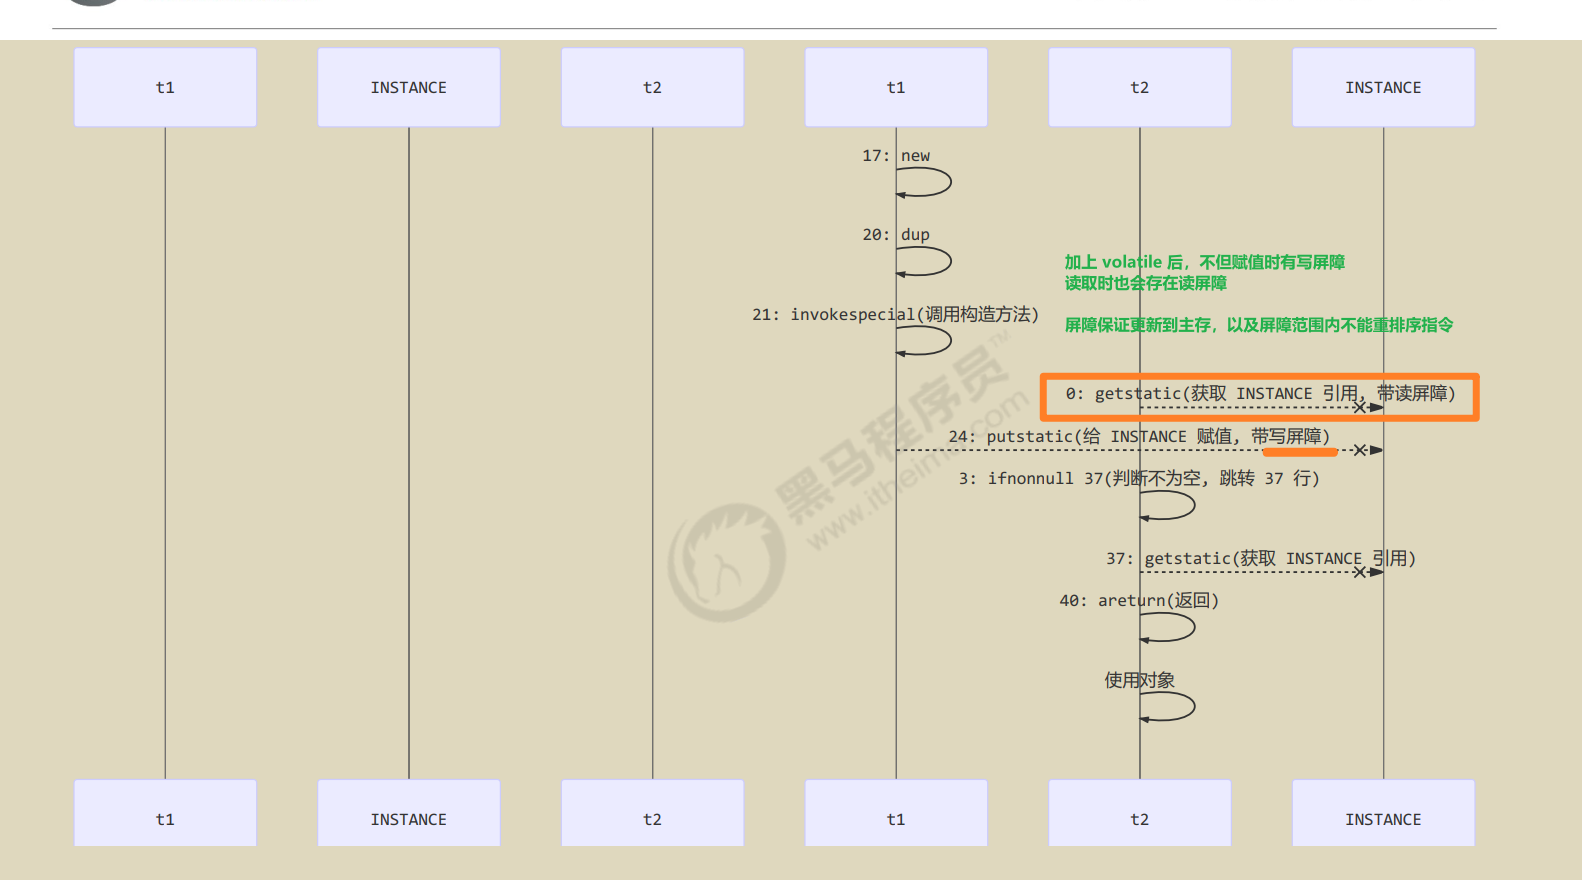 t1
INSTANCE
t2
t1
t2
INSTANCE
17: new
20: dup
加上 volatile 后，不但赋值时有写屏障
读取时也会存在读屏障
21: invokespecial(调用构造方法)
屏障保证更新到主存，以及屏障范围内不能重排序指令
0: getstatic(获取 INSTANCE 引用, 带读屏障)
24: putstatic(给 INSTANCE 赋值, 带写屏障)
3: ifnonnull 37(判断不为空, 跳转 37 行)
37: getstatic(获取 INSTANCE 引用)
40: areturn(返回)
使用对象
黑马程序员™
www.itheima.com
t1
INSTANCE
t2
t1
t2
INSTANCE